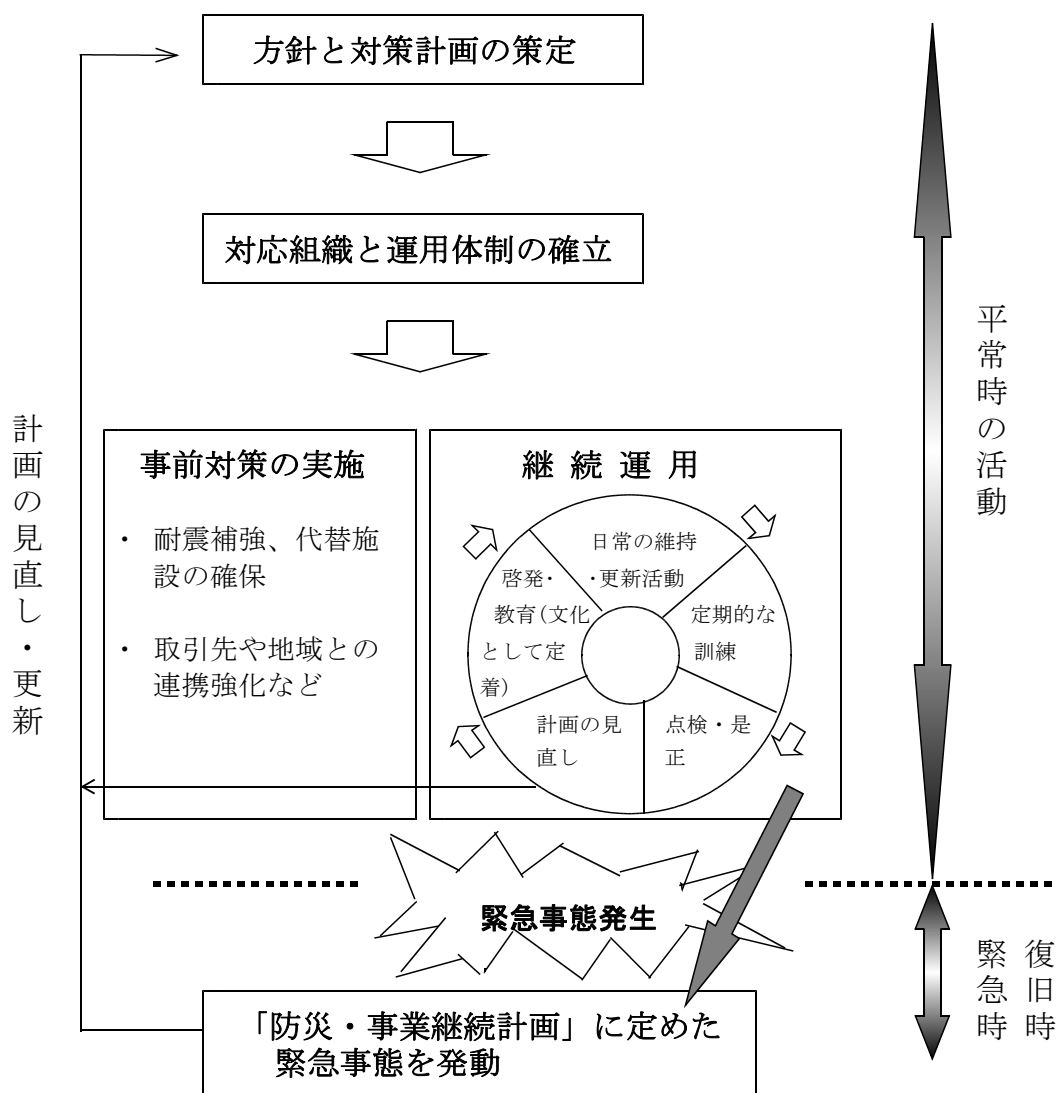 方針と対策計画の策定
対応組織と運用体制の確立
事前対策の実施
・ 耐震補強、代替施
設の確保
・ 取引先や地域との
連携強化など
継 続 運 用
日常の維持
・更新活動
定期的な
訓練
点検・是
正
計画の見
直し
啓発・
教育(文化
として定
着)
緊急事態発生
「防災・事業継続計画」に定めた
緊急事態を発動
計画の見直し・更新
平常時の活動
復旧時
緊急時